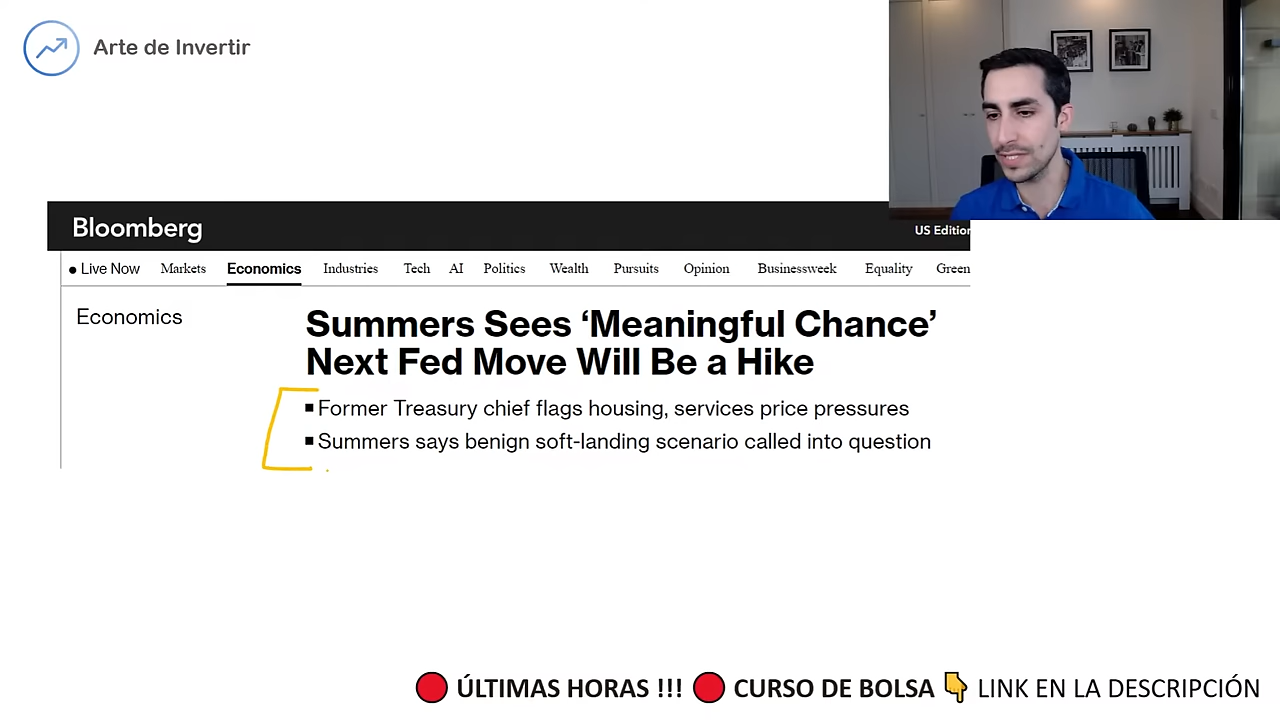 Arte de Invertir
Bloomberg
US Edition
● Live Now Markets Economics Industries Tech AI Politics Wealth Pursuits Opinion Businessweek Equality Green
Economics
Summers Sees ‘Meaningful Chance’
Next Fed Move Will Be a Hike
■ Former Treasury chief flags housing, services price pressures
■ Summers says benign soft-landing scenario called into question
🔴 ÚLTIMAS HORAS !!! 🔴 CURSO DE BOLSA 👇 LINK EN LA DESCRIPCIÓN